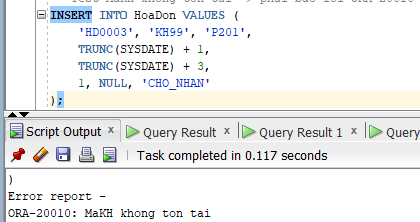 INSERT INTO HoaDon VALUES (
'HD0003', 'KH99', 'P201',
TRUNC(SYSDATE) + 1,
TRUNC(SYSDATE) + 3,
1, NULL, 'CHO_NHAN'
);
Script Output × Query Result × Query Result 1 × Query
Task completed in 0.117 seconds
)
Error report -
ORA-20010: MaKH khong ton tai